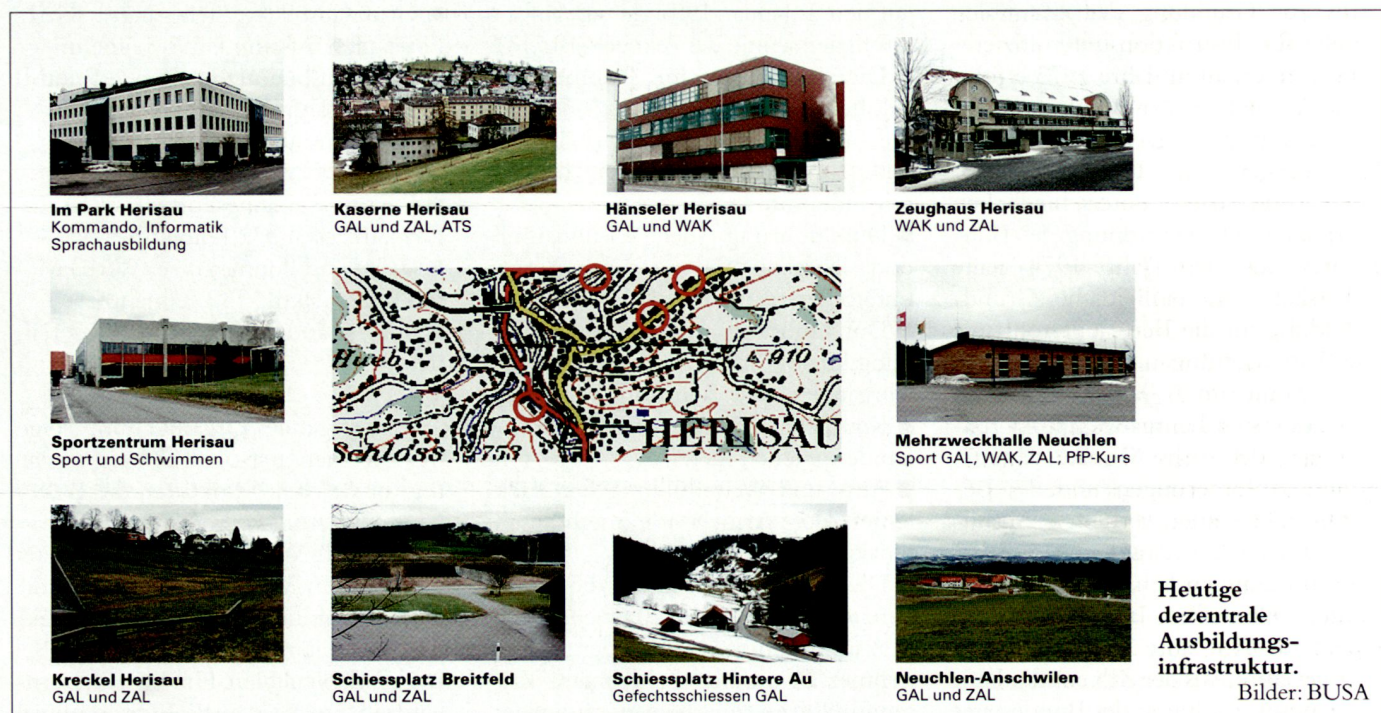 Im Park Herisau
Kommando, Informatik
Sprachausbildung
Kaserne Herisau
GAL und ZAL, ATS
Hänseler Herisau
GAL und WAK
Zeughaus Herisau
WAK und ZAL
Sportzentrum Herisau
Sport und Schwimmen
Hueb
910
771
HERISAU
Schloss
753
Mehrzweckhalle Neuchlen
Sport GAL, WAK, ZAL, PfP-Kurs
Kreckel Herisau
GAL und ZAL
Schiessplatz Breitfeld
GAL und ZAL
Schiessplatz Hintere Au
Gefechtsschiessen GAL
Neuchlen-Anschwilen
GAL und ZAL
Heutige
dezentrale
Ausbildungs-
infrastruktur.
Bilder: BUSA